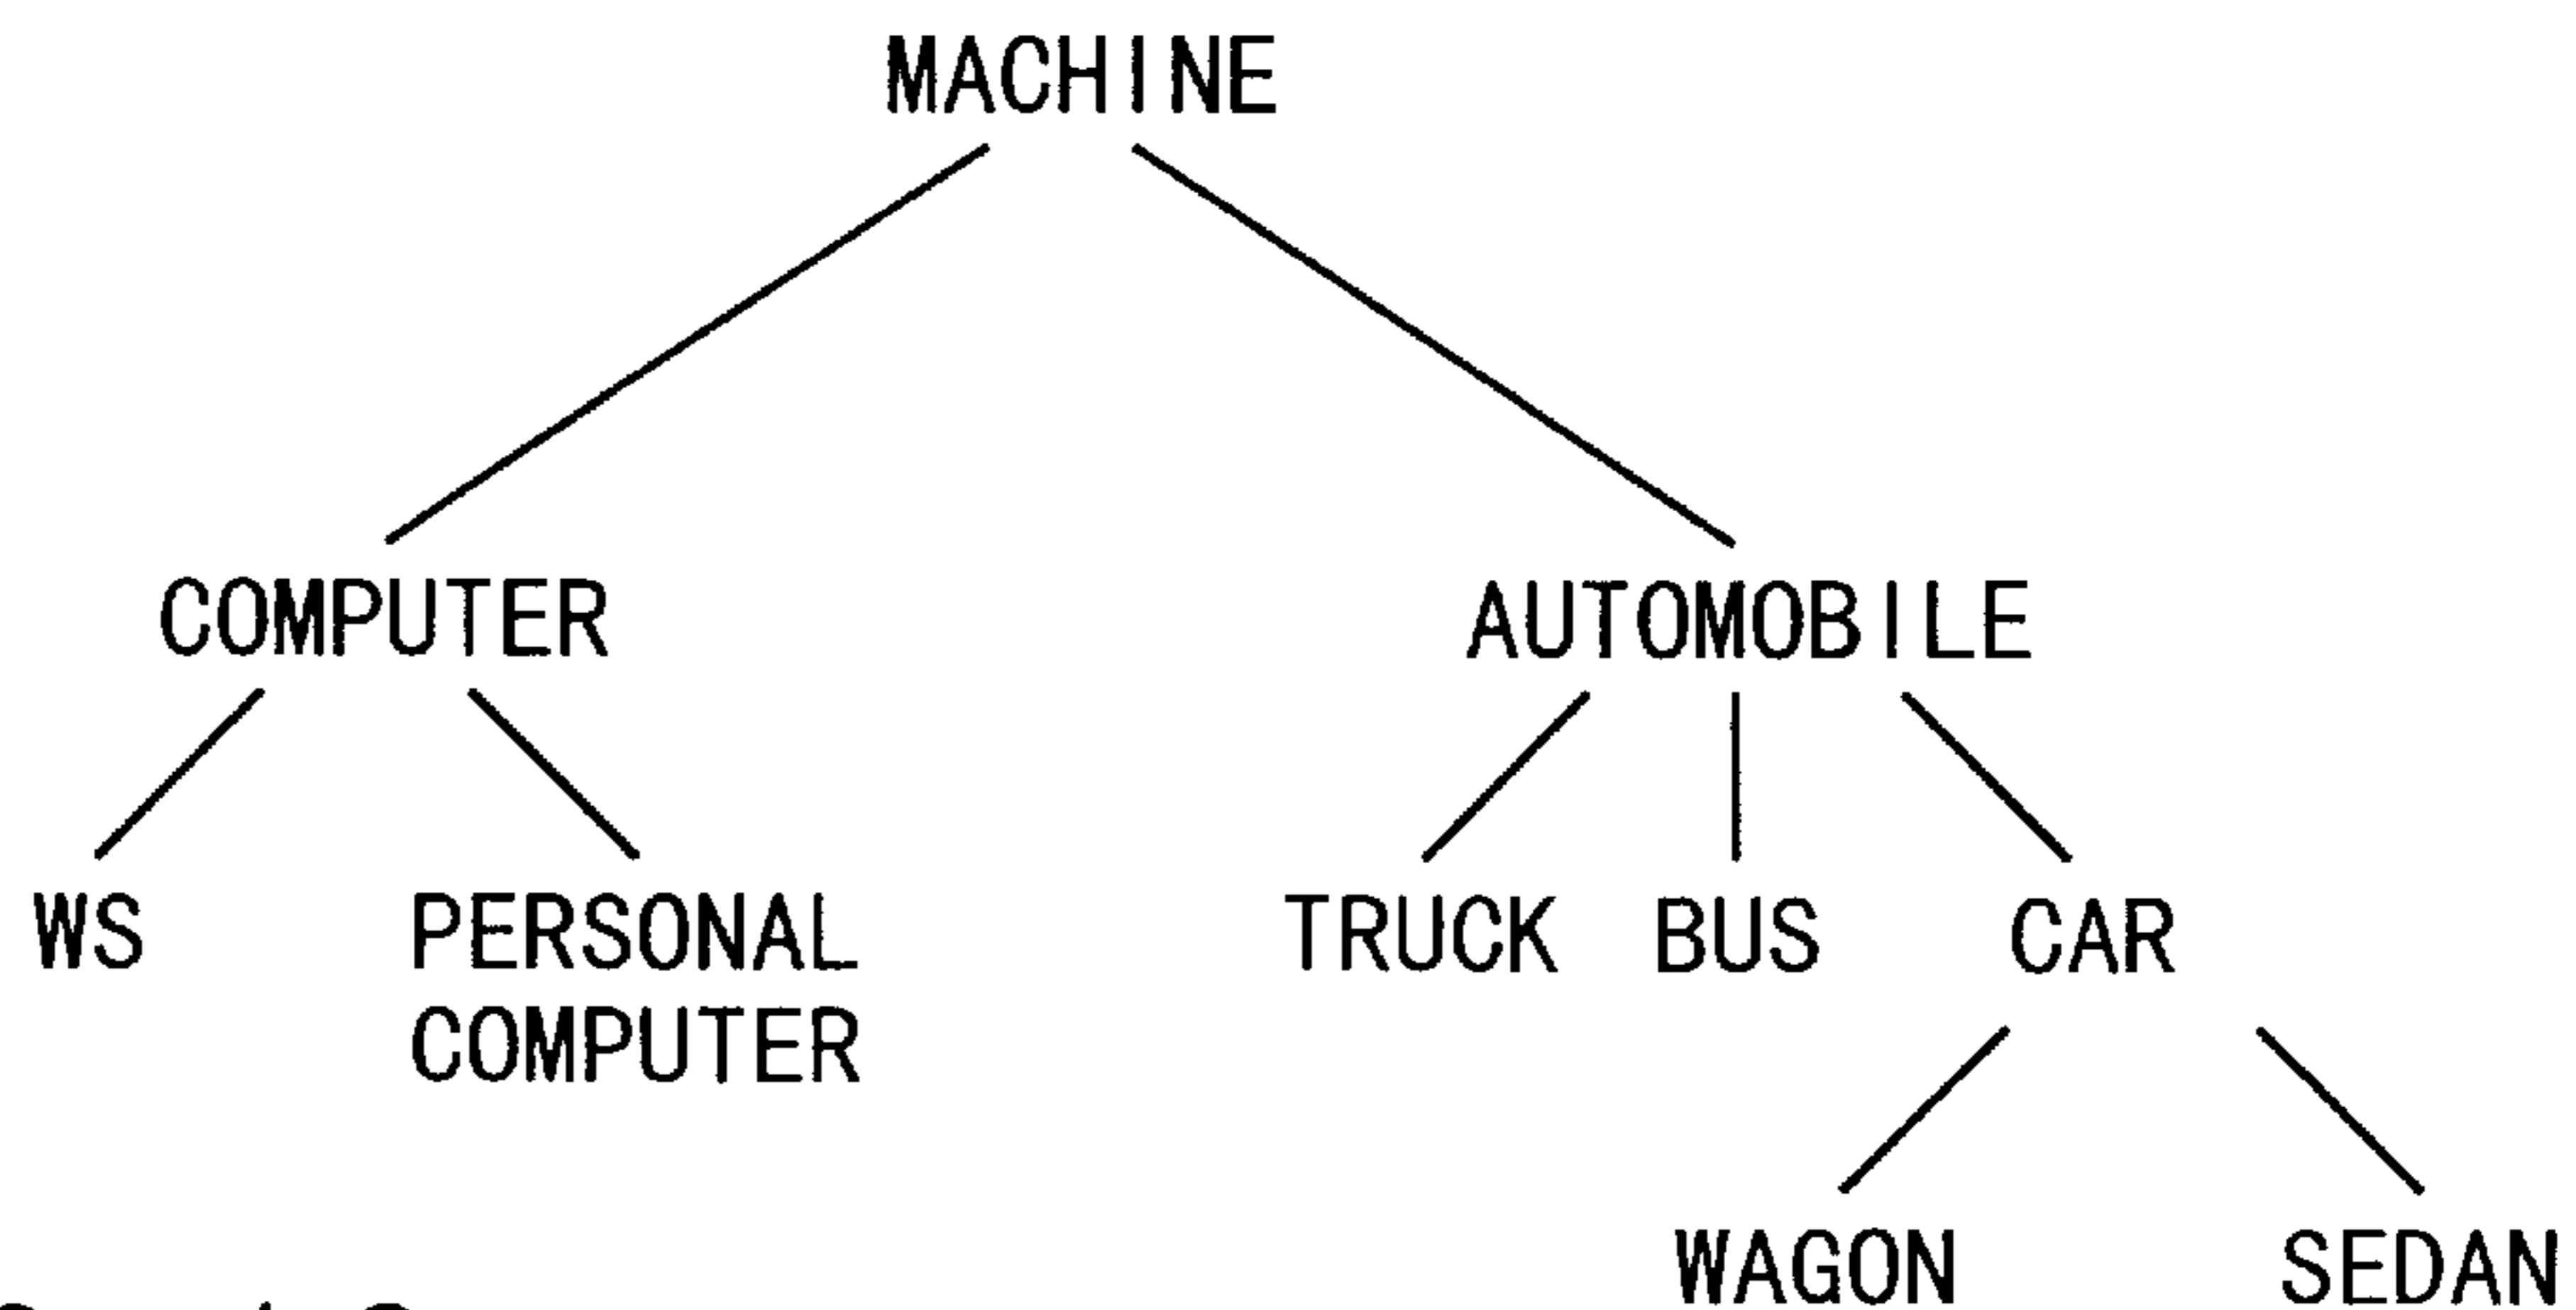 MACHINE
COMPUTER
AUTOMOBILE
WS
PERSONAL
COMPUTER
TRUCK
BUS
CAR
WAGON
SEDAN